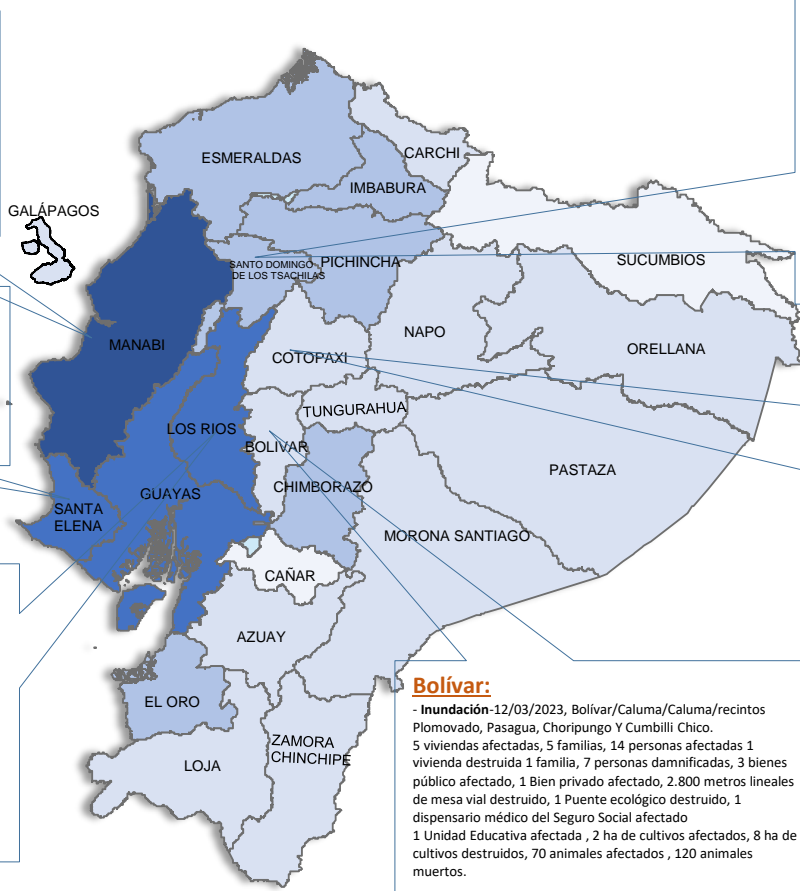 ESMERALDAS
CARCHI
IMBABURA
GALÁPAGOS
SANTO DOMINGO
DE LOS TSACHILAS
PICHINCHA
SUCUMBIOS
MANABI
NAPO
ORELLANA
COTOPAXI
TUNGURAHUA
LOS RIOS
BOLIVAR
PASTAZA
CHIMBORAZO
GUAYAS
SANTA
ELENA
MORONA SANTIAGO
CAÑAR
AZUAY
EL ORO
ZAMORA
CHINCHIPE
LOJA
Bolívar:
- Inundación-12/03/2023, Bolívar/Caluma/Caluma/recintos
Plomovado, Pasagua, Choripungo Y Cumbilli Chico.
5 viviendas afectadas, 5 familias, 14 personas afectadas 1
vivienda destruida 1 familia, 7 personas damnificadas, 3 bienes
público afectado, 1 Bien privado afectado, 2.800 metros lineales
de mesa vial destruido, 1 Puente ecológico destruido, 1
dispensario médico del Seguro Social afectado
1 Unidad Educativa afectada , 2 ha de cultivos afectados, 8 ha de
cultivos destruidos, 70 animales afectados , 120 animales
muertos.